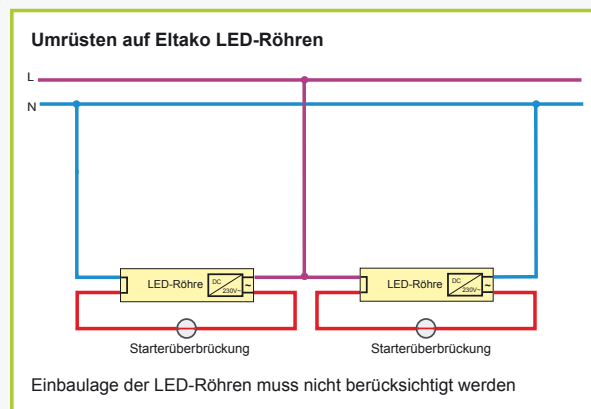 Umrüsten auf Eltako LED-Röhren
L
N
LED-Röhre DC 230V~ ~
LED-Röhre DC 230V~ ~
Starterüberbrückung
Starterüberbrückung
Einbaulage der LED-Röhren muss nicht berücksichtigt werden